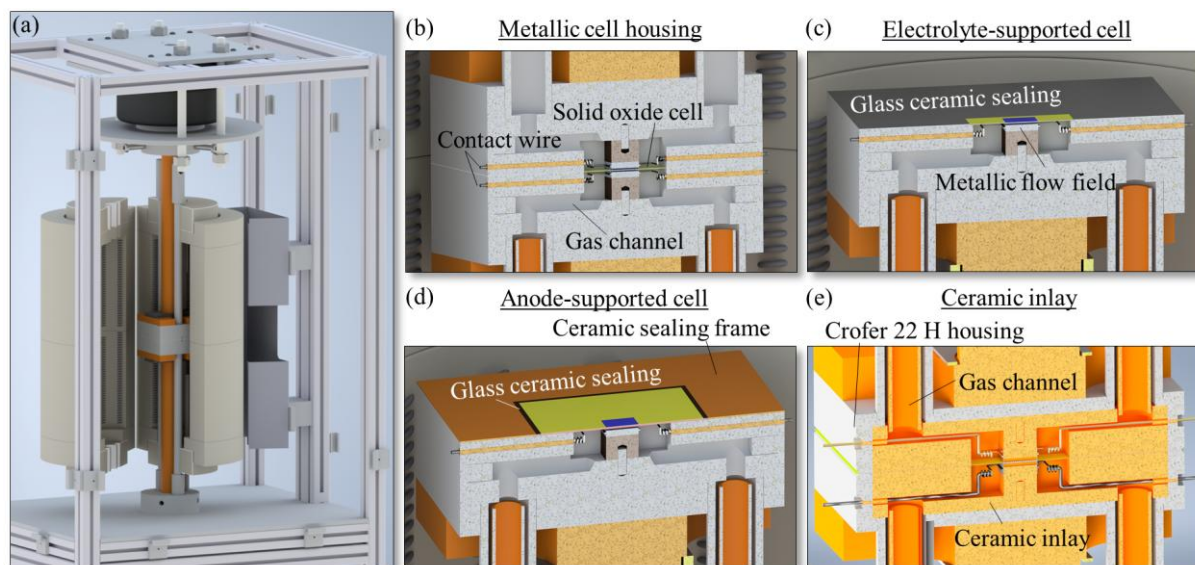 (a)
(b)
Metallic cell housing
Solid oxide cell
Contact wire
Gas channel
(c)
Electrolyte-supported cell
Glass ceramic sealing
Metallic flow field
(d)
Anode-supported cell
Ceramic sealing frame
Glass ceramic sealing
(e)
Ceramic inlay
Crofer 22 H housing
Gas channel
Ceramic inlay